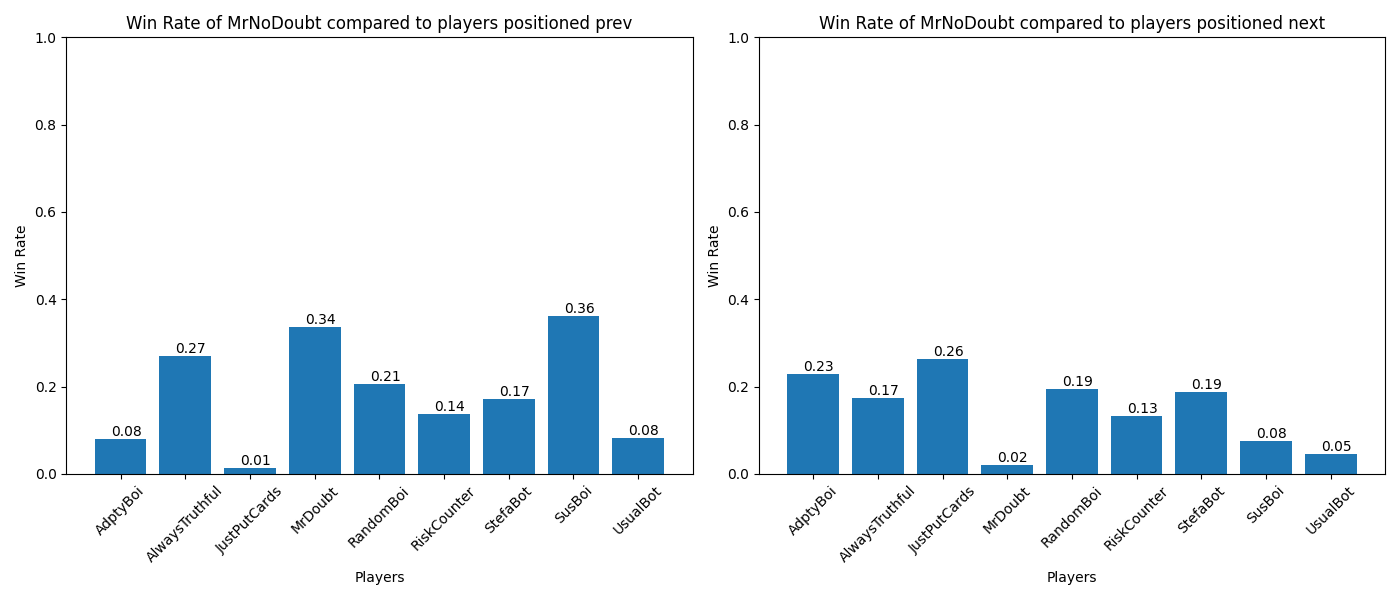 Win Rate of MrNoDoubt compared to players positioned prev
1.0
0.8
0.6
0.4
0.2
0.0
Win Rate
0.08
0.27
0.01
0.34
0.21
0.14
0.17
0.36
0.08
AdptyBoi
AlwaysTruthful
JustPutCards
MrDoubt
RandomBoi
RiskCounter
StefaBot
SusBoi
UsualBot
Players
Win Rate of MrNoDoubt compared to players positioned next
1.0
0.8
0.6
0.4
0.2
0.0
Win Rate
0.23
0.17
0.26
0.02
0.19
0.13
0.19
0.08
0.05
AdptyBoi
AlwaysTruthful
JustPutCards
MrDoubt
RandomBoi
RiskCounter
StefaBot
SusBoi
UsualBot
Players